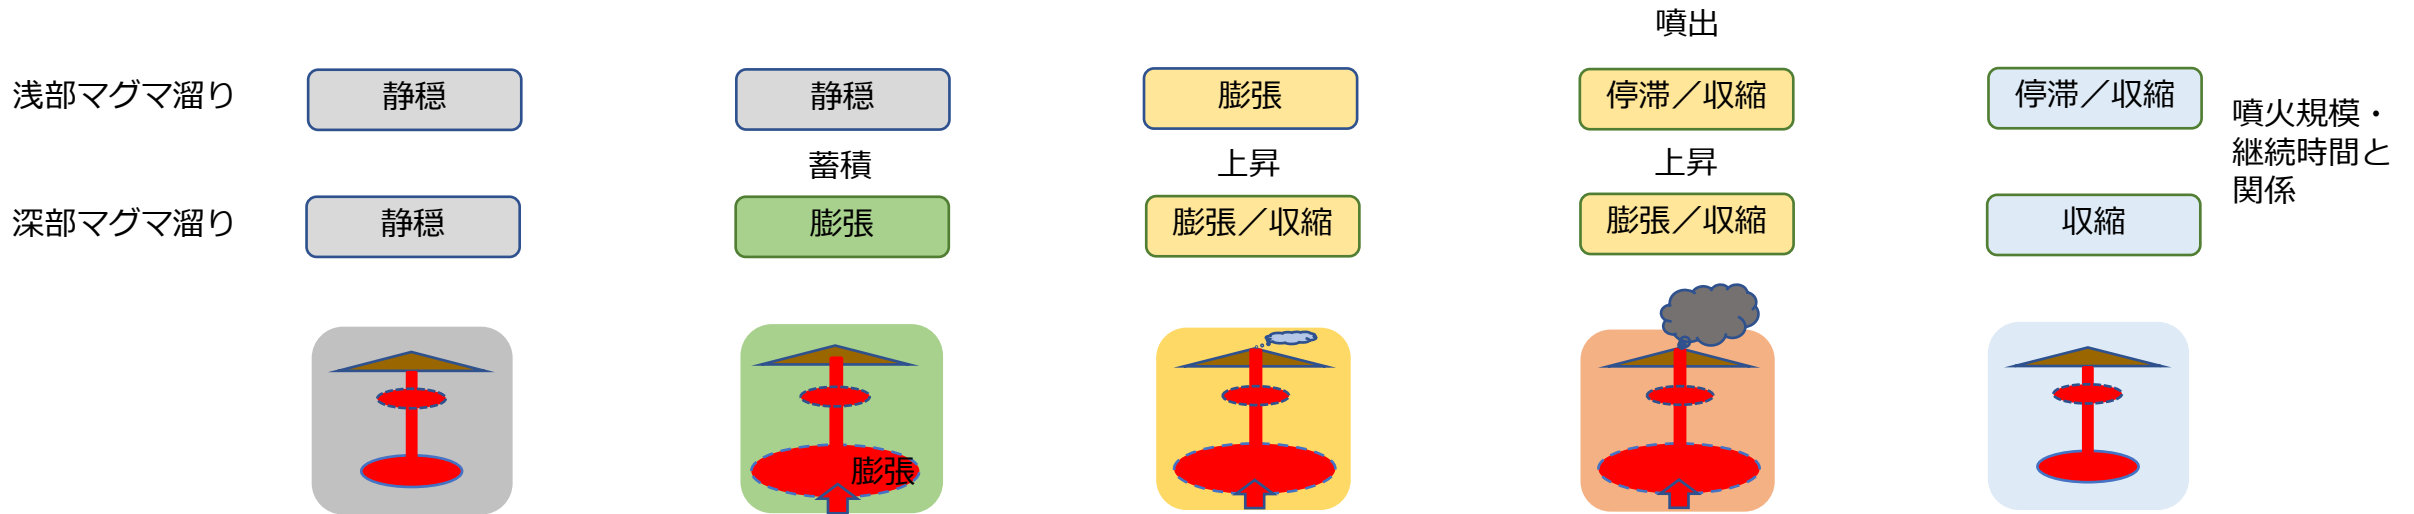 噴出
浅部マグマ溜り
静穏
静穏
膨張
停滞／収縮
停滞／収縮
噴火規模・
継続時間と
関係
蓄積
上昇
上昇
深部マグマ溜り
静穏
膨張
膨張／収縮
膨張／収縮
収縮
膨張